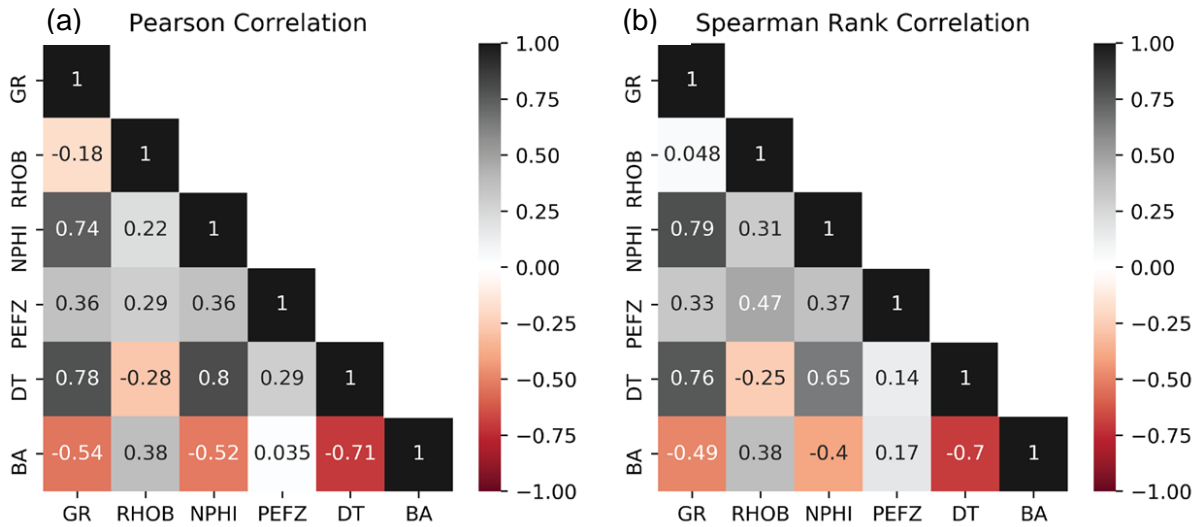 (a) Pearson Correlation
GR 1
RHOB -0.18 1
NPHI 0.74 0.22 1
PEFZ 0.36 0.29 0.36 1
DT 0.78 -0.28 0.8 0.29 1
BA -0.54 0.38 -0.52 0.035 -0.71 1
GR RHOB NPHI PEFZ DT BA
1.00
0.75
0.50
0.25
0.00
−0.25
−0.50
−0.75
−1.00
(b) Spearman Rank Correlation
GR 1
RHOB 0.048 1
NPHI 0.79 0.31 1
PEFZ 0.33 0.47 0.37 1
DT 0.76 -0.25 0.65 0.14 1
BA -0.49 0.38 -0.4 0.17 -0.7 1
GR RHOB NPHI PEFZ DT BA
1.00
0.75
0.50
0.25
0.00
−0.25
−0.50
−0.75
−1.00